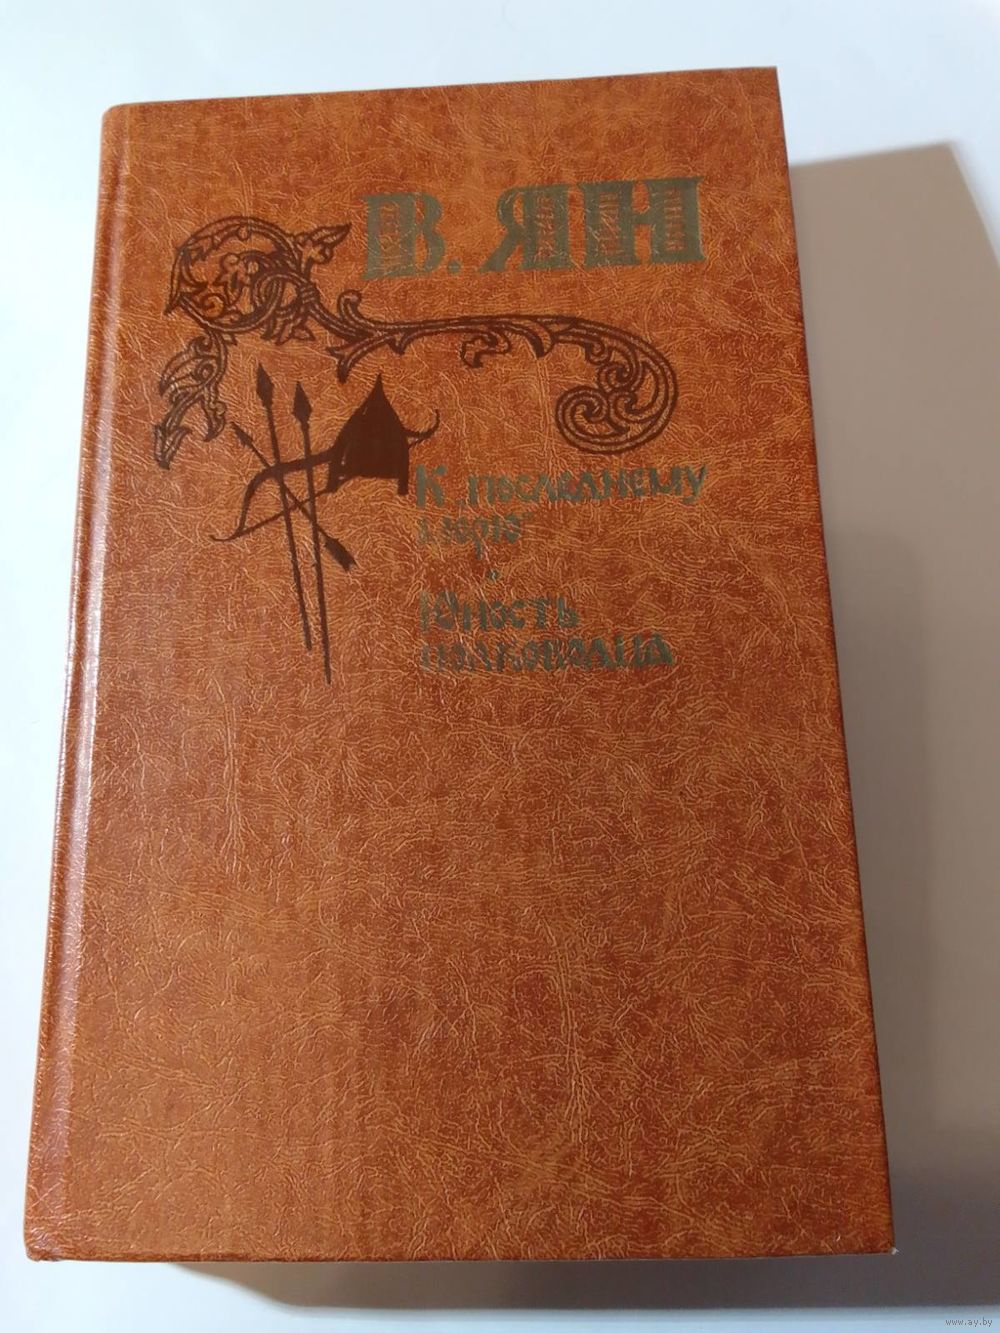 В. ЯН
К „последнему
морю"
Юность
полководца
www.ay.by